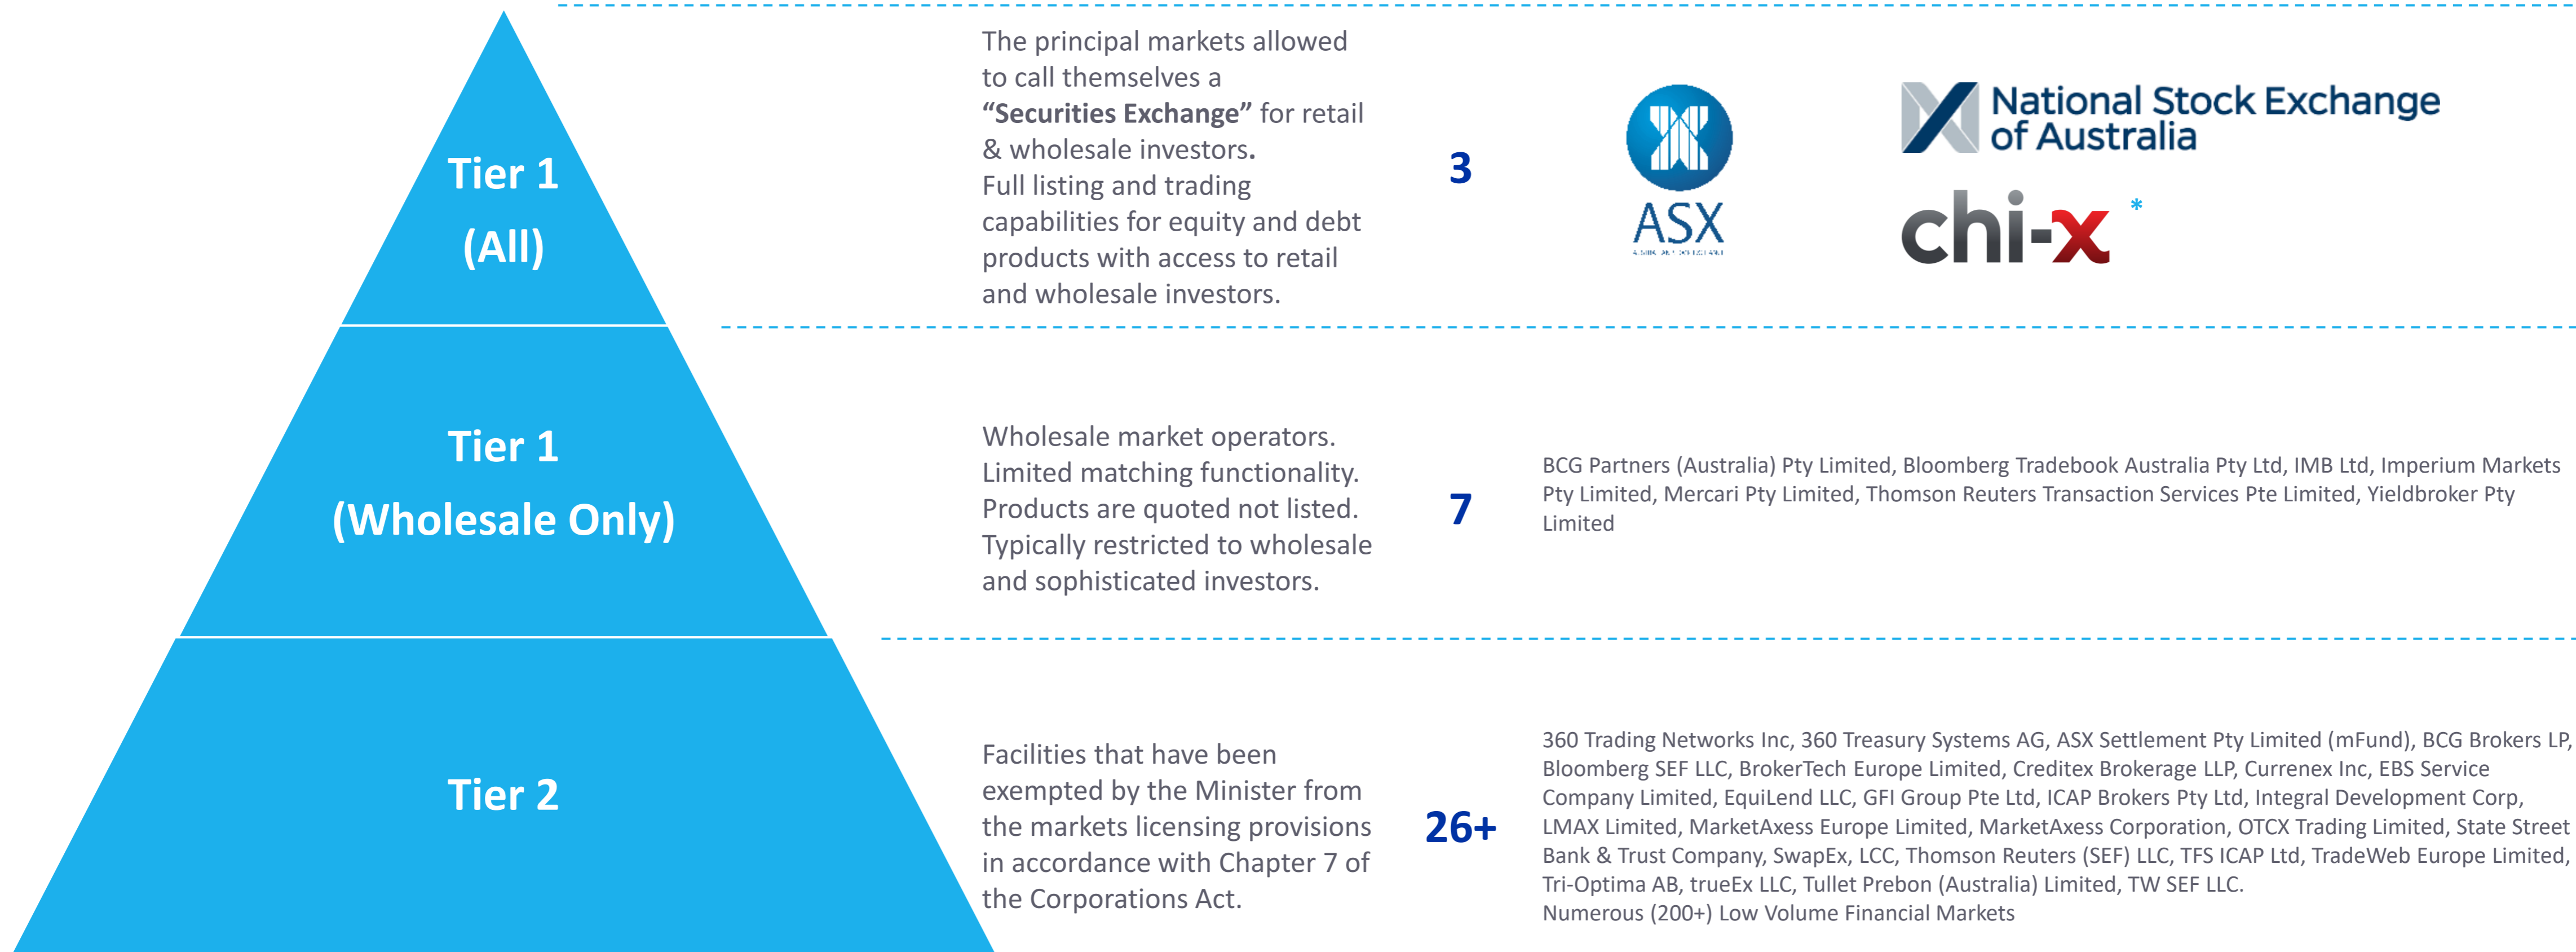 Tier 1
(All)
The principal markets allowed
to call themselves a
“Securities Exchange” for retail
& wholesale investors.
Full listing and trading
capabilities for equity and debt
products with access to retail
and wholesale investors.
3
ASX
National Stock Exchange
of Australia
chi-x *
Tier 1
(Wholesale Only)
Wholesale market operators.
Limited matching functionality.
Products are quoted not listed.
Typically restricted to wholesale
and sophisticated investors.
7
BCG Partners (Australia) Pty Limited, Bloomberg Tradebook Australia Pty Ltd, IMB Ltd, Imperium Markets
Pty Limited, Mercari Pty Limited, Thomson Reuters Transaction Services Pte Limited, Yieldbroker Pty
Limited
Tier 2
Facilities that have been
exempted by the Minister from
the markets licensing provisions
in accordance with Chapter 7 of
the Corporations Act.
26+
360 Trading Networks Inc, 360 Treasury Systems AG, ASX Settlement Pty Limited (mFund), BCG Brokers LP,
Bloomberg SEF LLC, BrokerTech Europe Limited, Creditex Brokerage LLP, Currenex Inc, EBS Service
Company Limited, EquiLend LLC, GFI Group Pte Ltd, ICAP Brokers Pty Ltd, Integral Development Corp,
LMAX Limited, MarketAxess Europe Limited, MarketAxess Corporation, OTCX Trading Limited, State Street
Bank & Trust Company, SwapEx, LCC, Thomson Reuters (SEF) LLC, TFS ICAP Ltd, TradeWeb Europe Limited,
Tri-Optima AB, trueEx LLC, Tullet Prebon (Australia) Limited, TW SEF LLC.
Numerous (200+) Low Volume Financial Markets